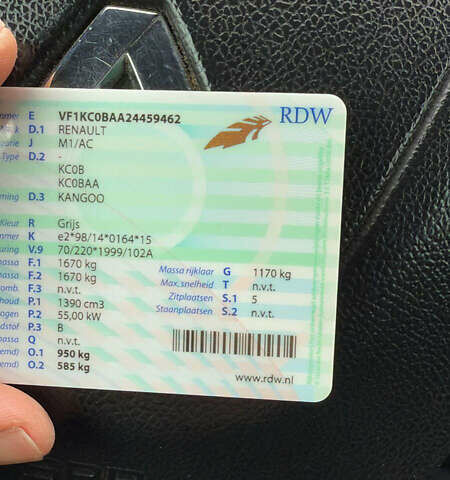 E VF1KC0BAA24459462
RDW
D.1 RENAULT
J M1/AC
Type D.2 -
KC0B
KC0BAA
D.3 KANGOO
Kleur R Grijs
K e2*98/14*0164*15
V.9 70/220*1999/102A
F.1 1670 kg
Massa rijklaar G 1170 kg
F.2 1670 kg
Max. snelheid T n.v.t.
F.3 n.v.t.
Zitplaatsen S.1 5
P.1 1390 cm3
Staanplaatsen S.2 n.v.t.
P.2 55,00 kW
P.3 B
Q n.v.t.
O.1 950 kg
O.2 585 kg
www.rdw.nl